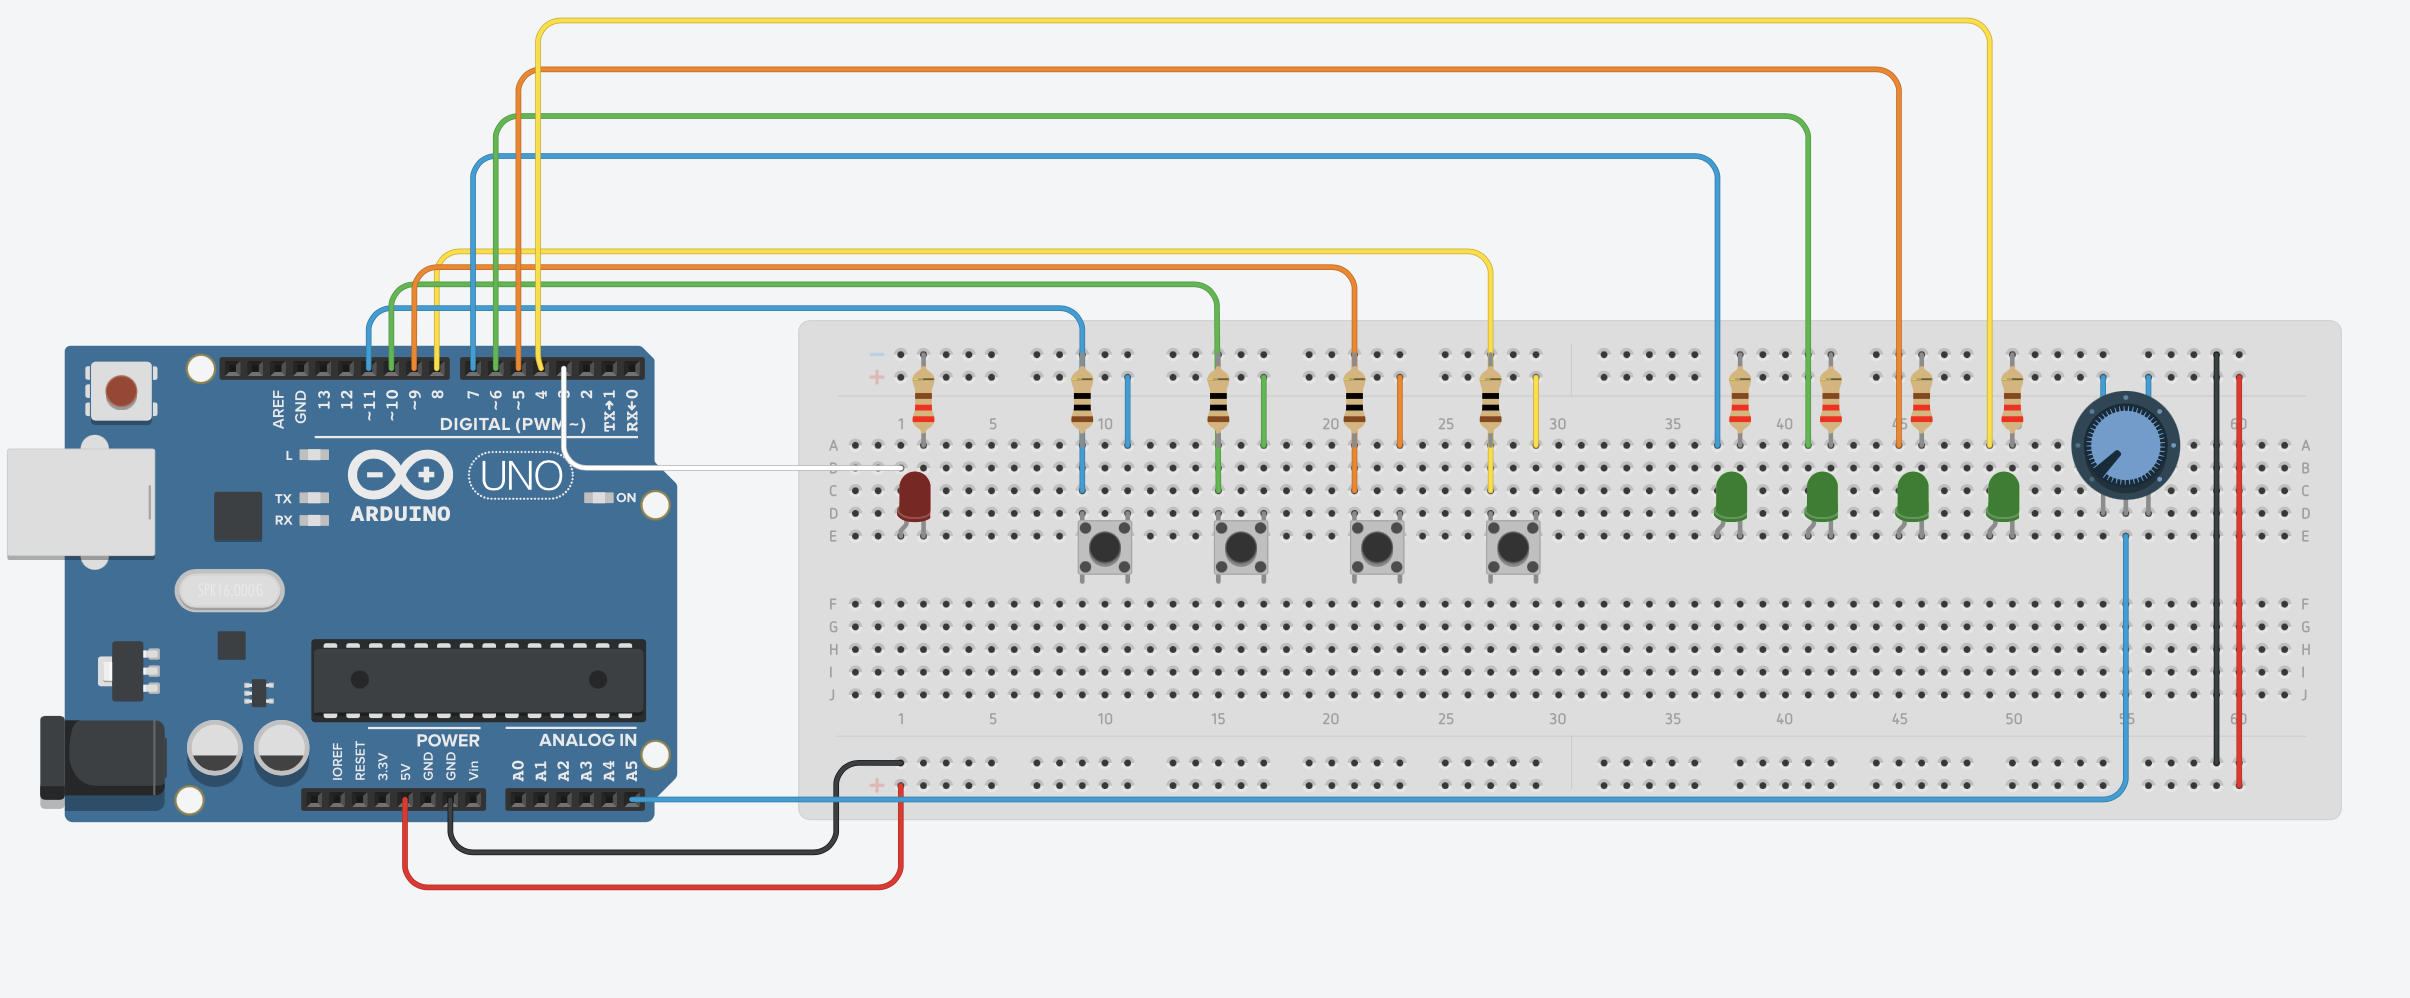 AREF
GND
13
12
~11
~10
~9
8
7
~6
~5
4
3
2
TX→1
RX←0
DIGITAL (PWM~)
L
TX
RX
ARDUINO
UNO
ON
SPK16.000G
POWER
ANALOG IN
IOREF
RESET
3.3V
5V
GND
GND
Vin
A0
A1
A2
A3
A4
A5
− 
+
1 5 10 15 20 25 30 35 40 45 50 55 60
A A
B B
C C
D D
E E
F F
G G
H H
I I
J J
1 5 10 15 20 25 30 35 40 45 50 55 60
+